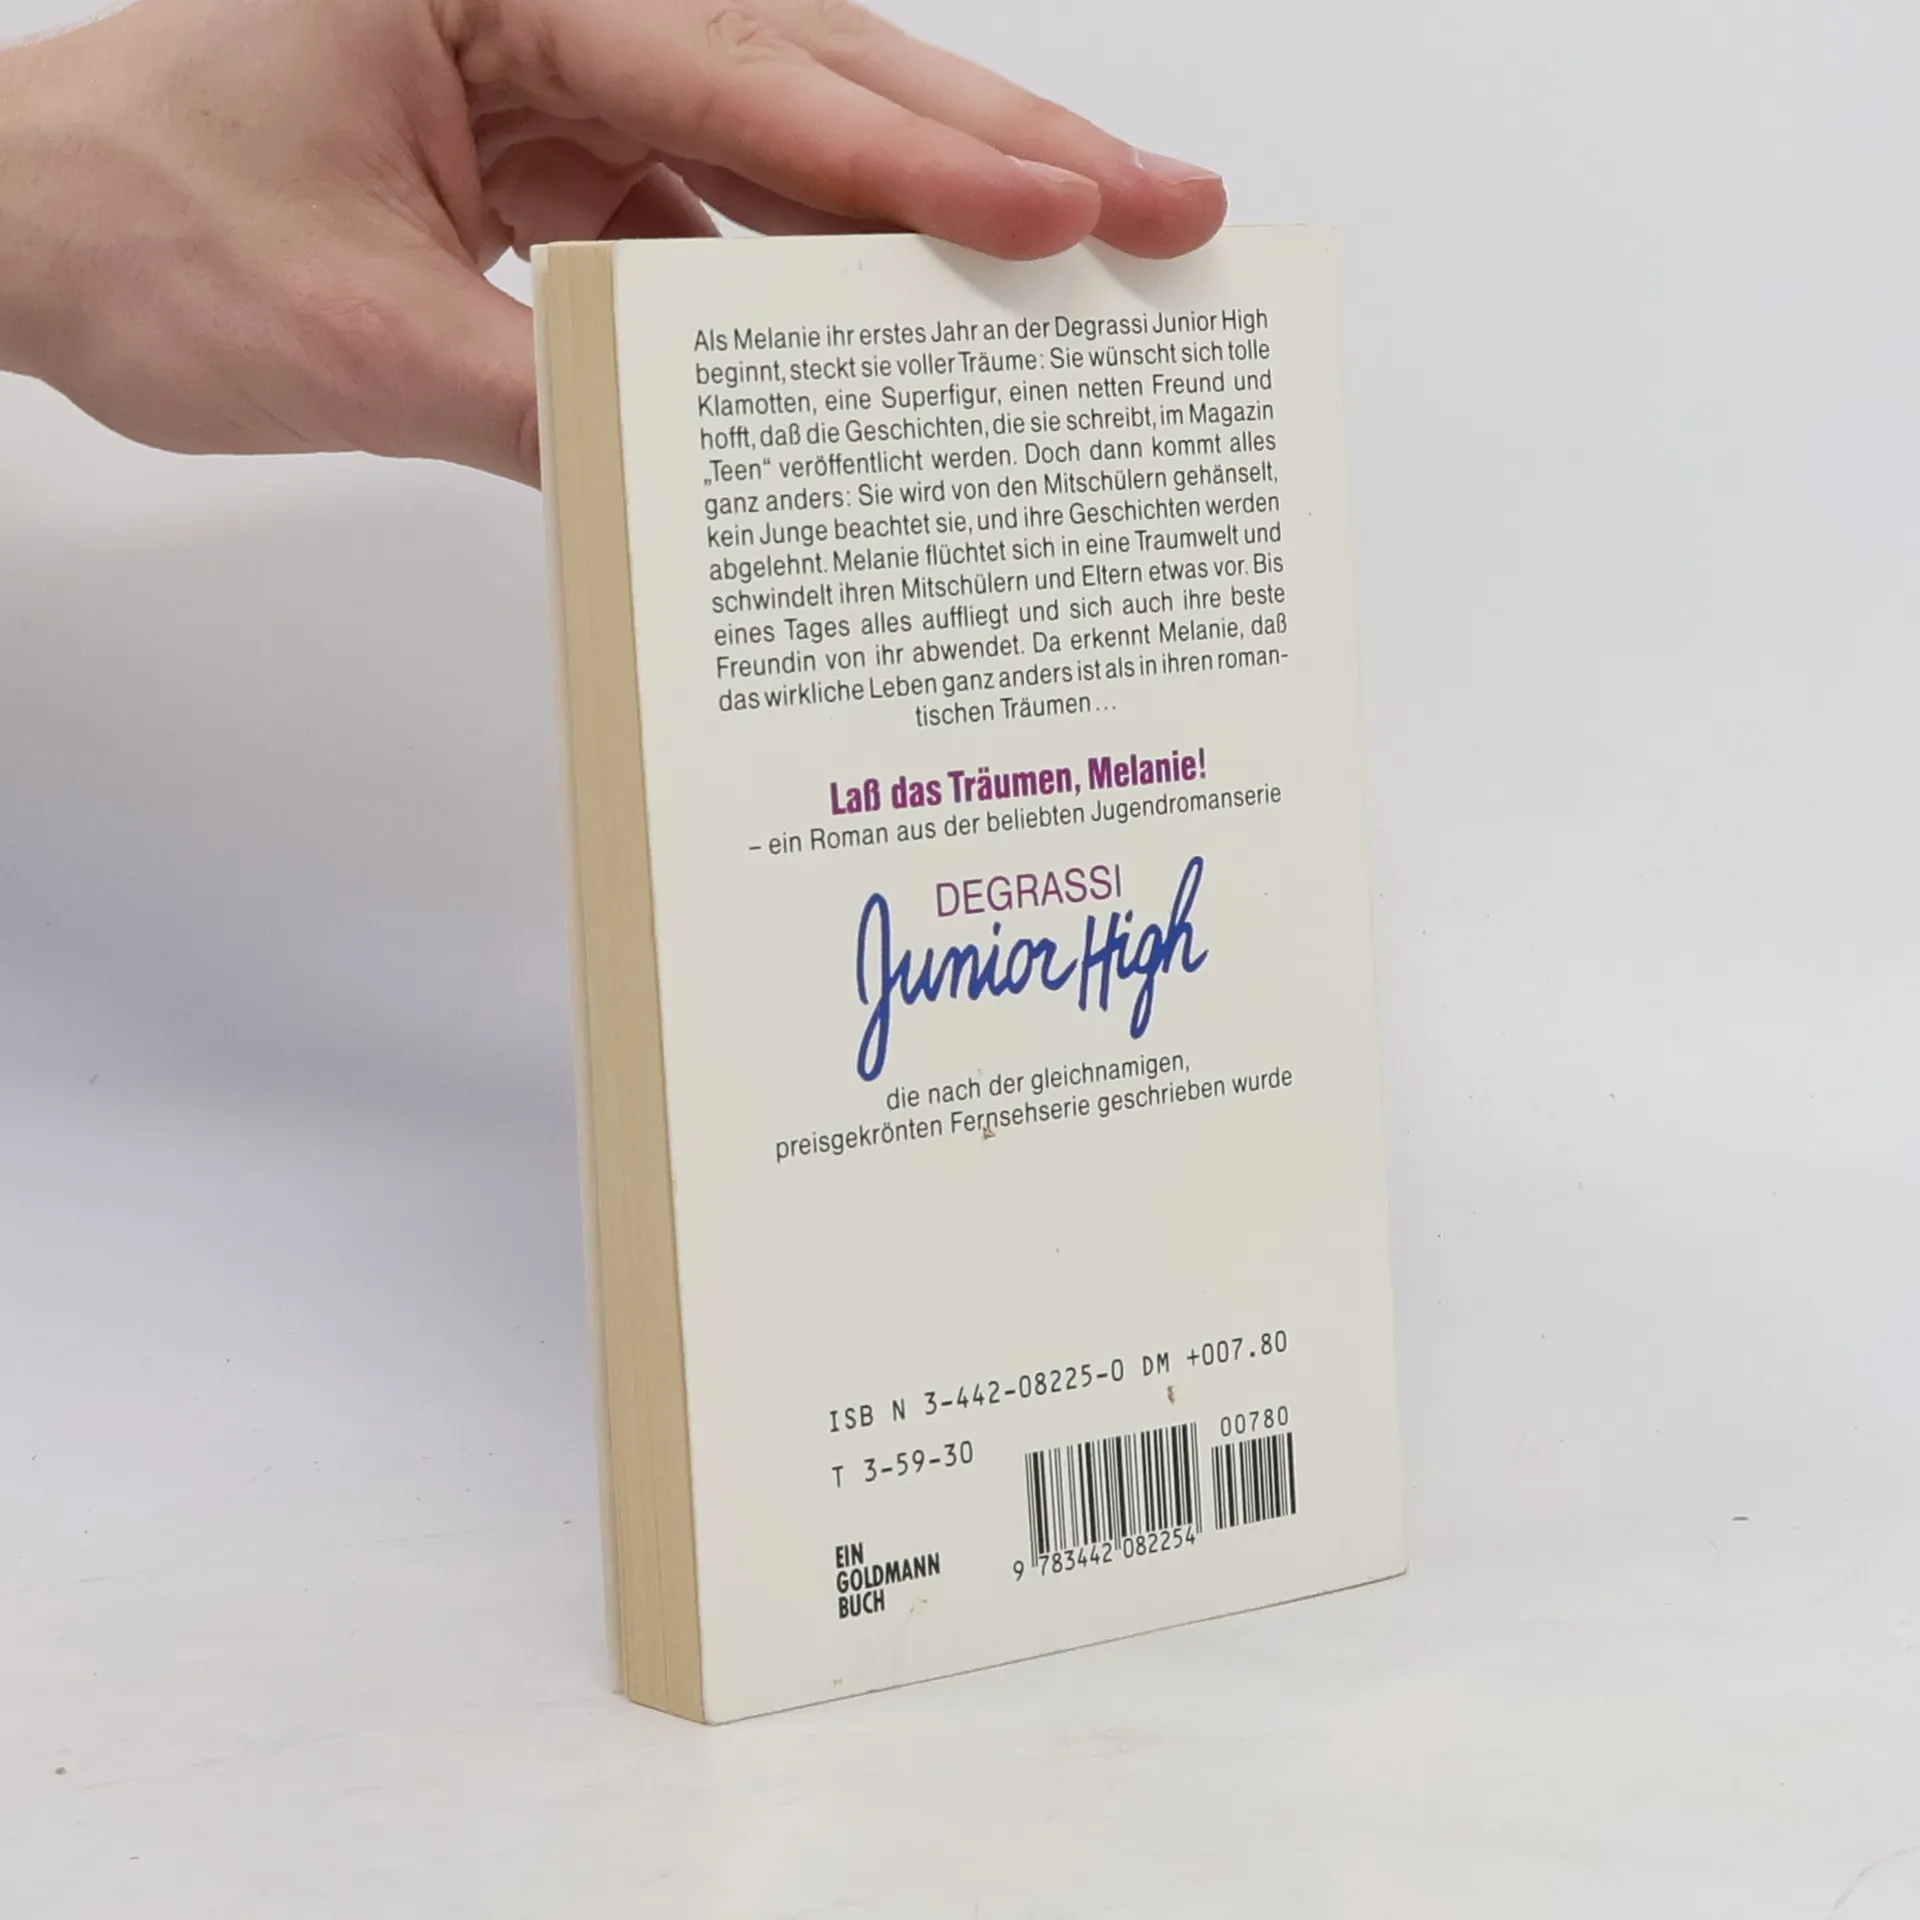 Als Melanie ihr erstes Jahr an der Degrassi Junior High
beginnt, steckt sie voller Träume: Sie wünscht sich tolle
Klamotten, eine Superfigur, einen netten Freund und
hofft, daß die Geschichten, die sie schreibt, im Magazin
„Teen“ veröffentlicht werden. Doch dann kommt alles
ganz anders: Sie wird von den Mitschülern gehänselt,
kein Junge beachtet sie, und ihre Geschichten werden
abgelehnt. Melanie flüchtet sich in eine Traumwelt und
schwindelt ihren Mitschülern und Eltern etwas vor. Bis
eines Tages alles auffliegt und sich auch ihre beste
Freundin von ihr abwendet. Da erkennt Melanie, daß
das wirkliche Leben ganz anders ist als in ihren roman-
tischen Träumen...
Laß das Träumen, Melanie!
– ein Roman aus der beliebten Jugendromanserie
DEGRASSI
Junior High
die nach der gleichnamigen,
preisgekrönten Fernsehserie geschrieben wurde
ISB N 3-442-08225-0 DM +007.80
T 3-59-30
00780
9 783442 082254
EIN
GOLDMANN
BUCH